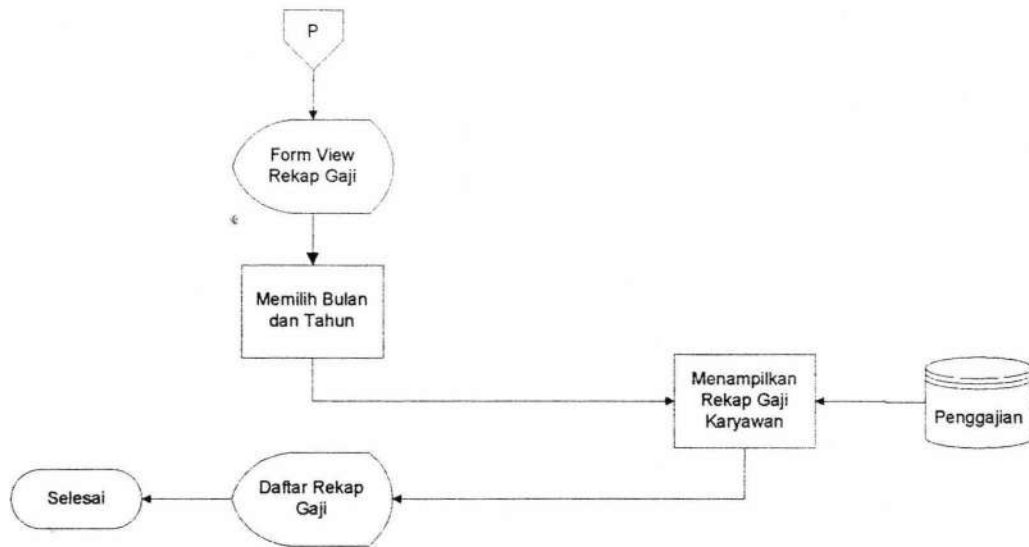 P
Form View
Rekap Gaji
Memilih Bulan
dan Tahun
Menampilkan
Rekap Gaji
Karyawan
Penggajian
Daftar Rekap
Gaji
Selesai